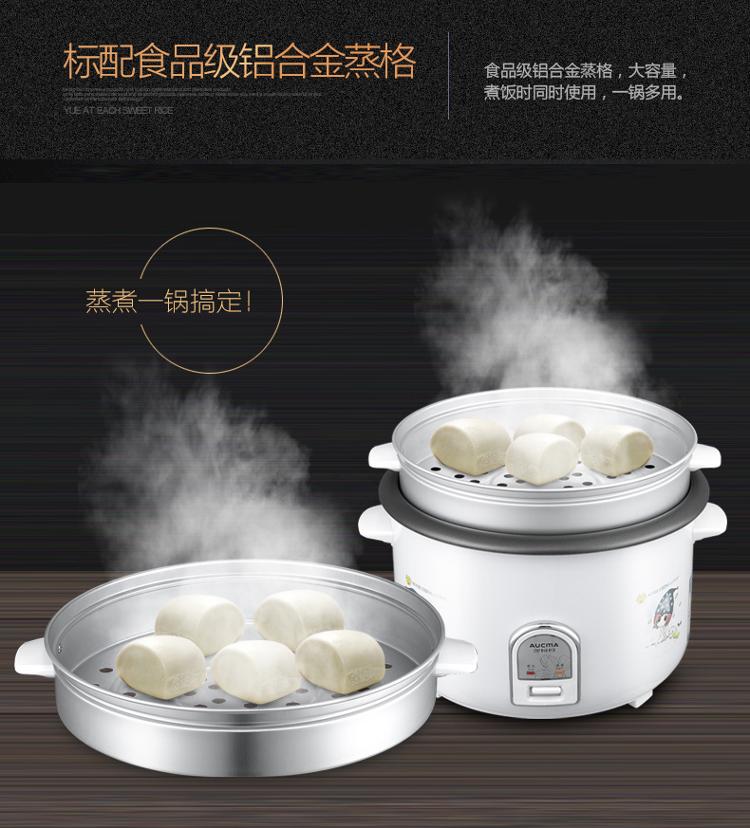 标配食品级铝合金蒸格
YUE AT EACH SWEET RICE
食品级铝合金蒸格，大容量，
煮饭时同时使用，一锅多用。
蒸煮一锅搞定！
AUCMA